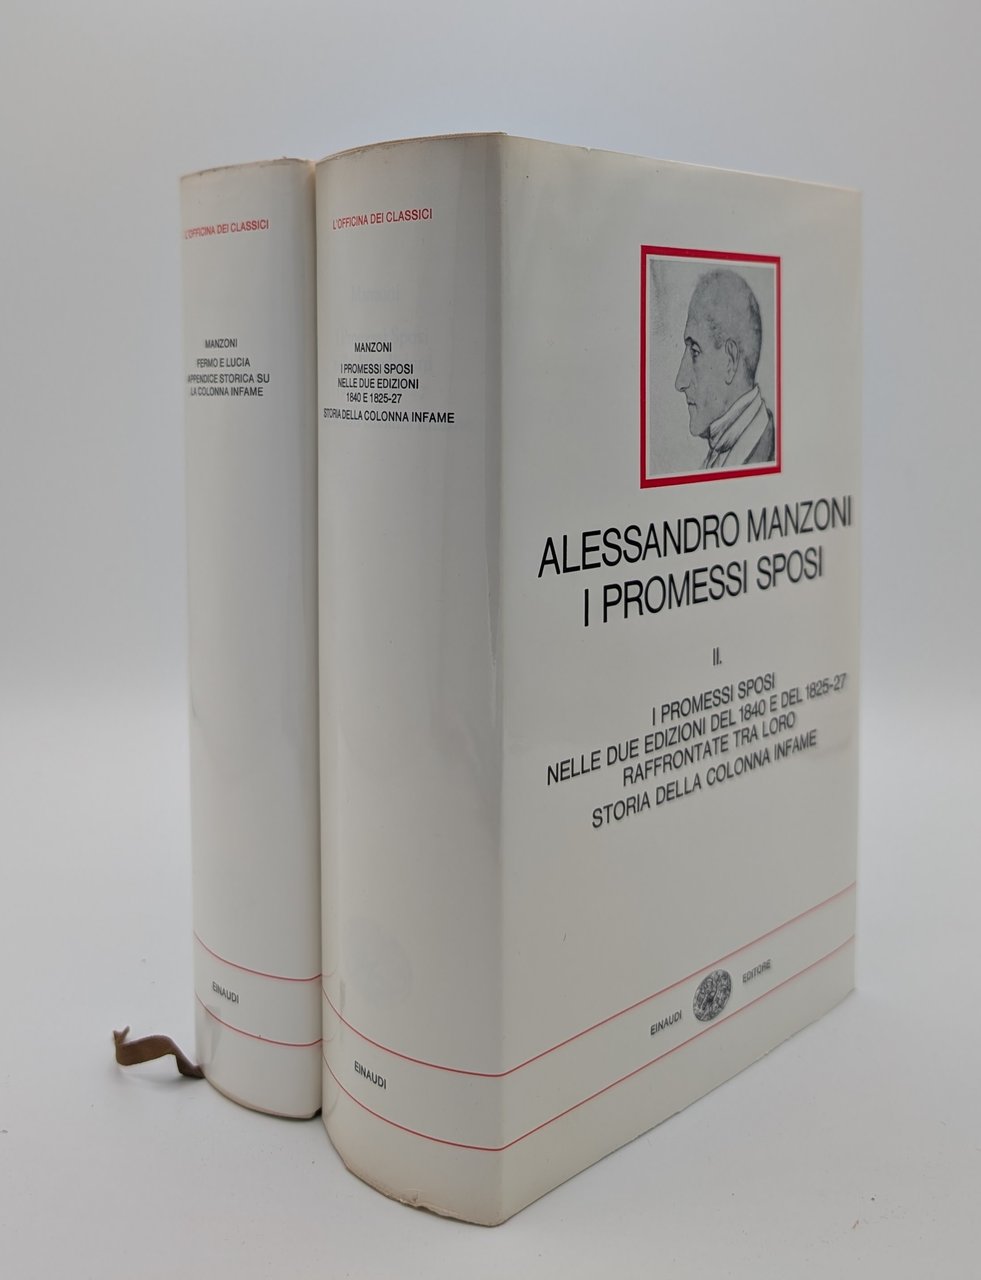 L'OFFICINA DEI CLASSICI
MANZONI
FERMO E LUCIA
APPENDICE STORICA SU
LA COLONNA INFAME
EINAUDI
L'OFFICINA DEI CLASSICI
MANZONI
I PROMESSI SPOSI
NELLE DUE EDIZIONI
1840 E 1825-27
STORIA DELLA COLONNA INFAME
EINAUDI
ALESSANDRO MANZONI
I PROMESSI SPOSI
II.
I PROMESSI SPOSI
NELLE DUE EDIZIONI DEL 1840 E DEL 1825-27
RAFFRONTATE TRA LORO
STORIA DELLA COLONNA INFAME
EINAUDI EDITORE